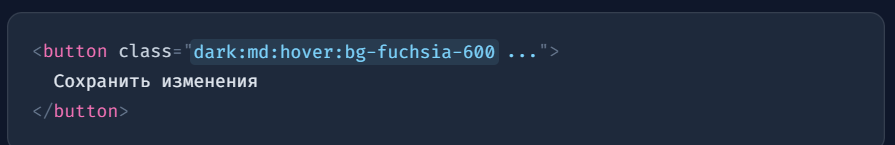 <button class="dark:md:hover:bg-fuchsia-600 ...">
Сохранить изменения
</button>